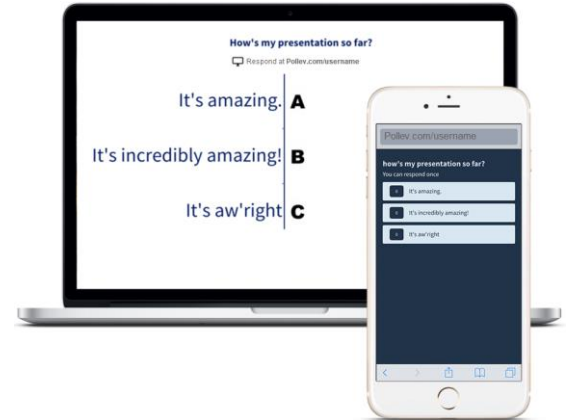 How's my presentation so far?
Respond at Pollev.com/username
It's amazing. A
It's incredibly amazing! B
It's aw'right C
Pollev.com/username
how's my presentation so far?
You can respond once
It's amazing.
It's incredibly amazing!
It's aw'right